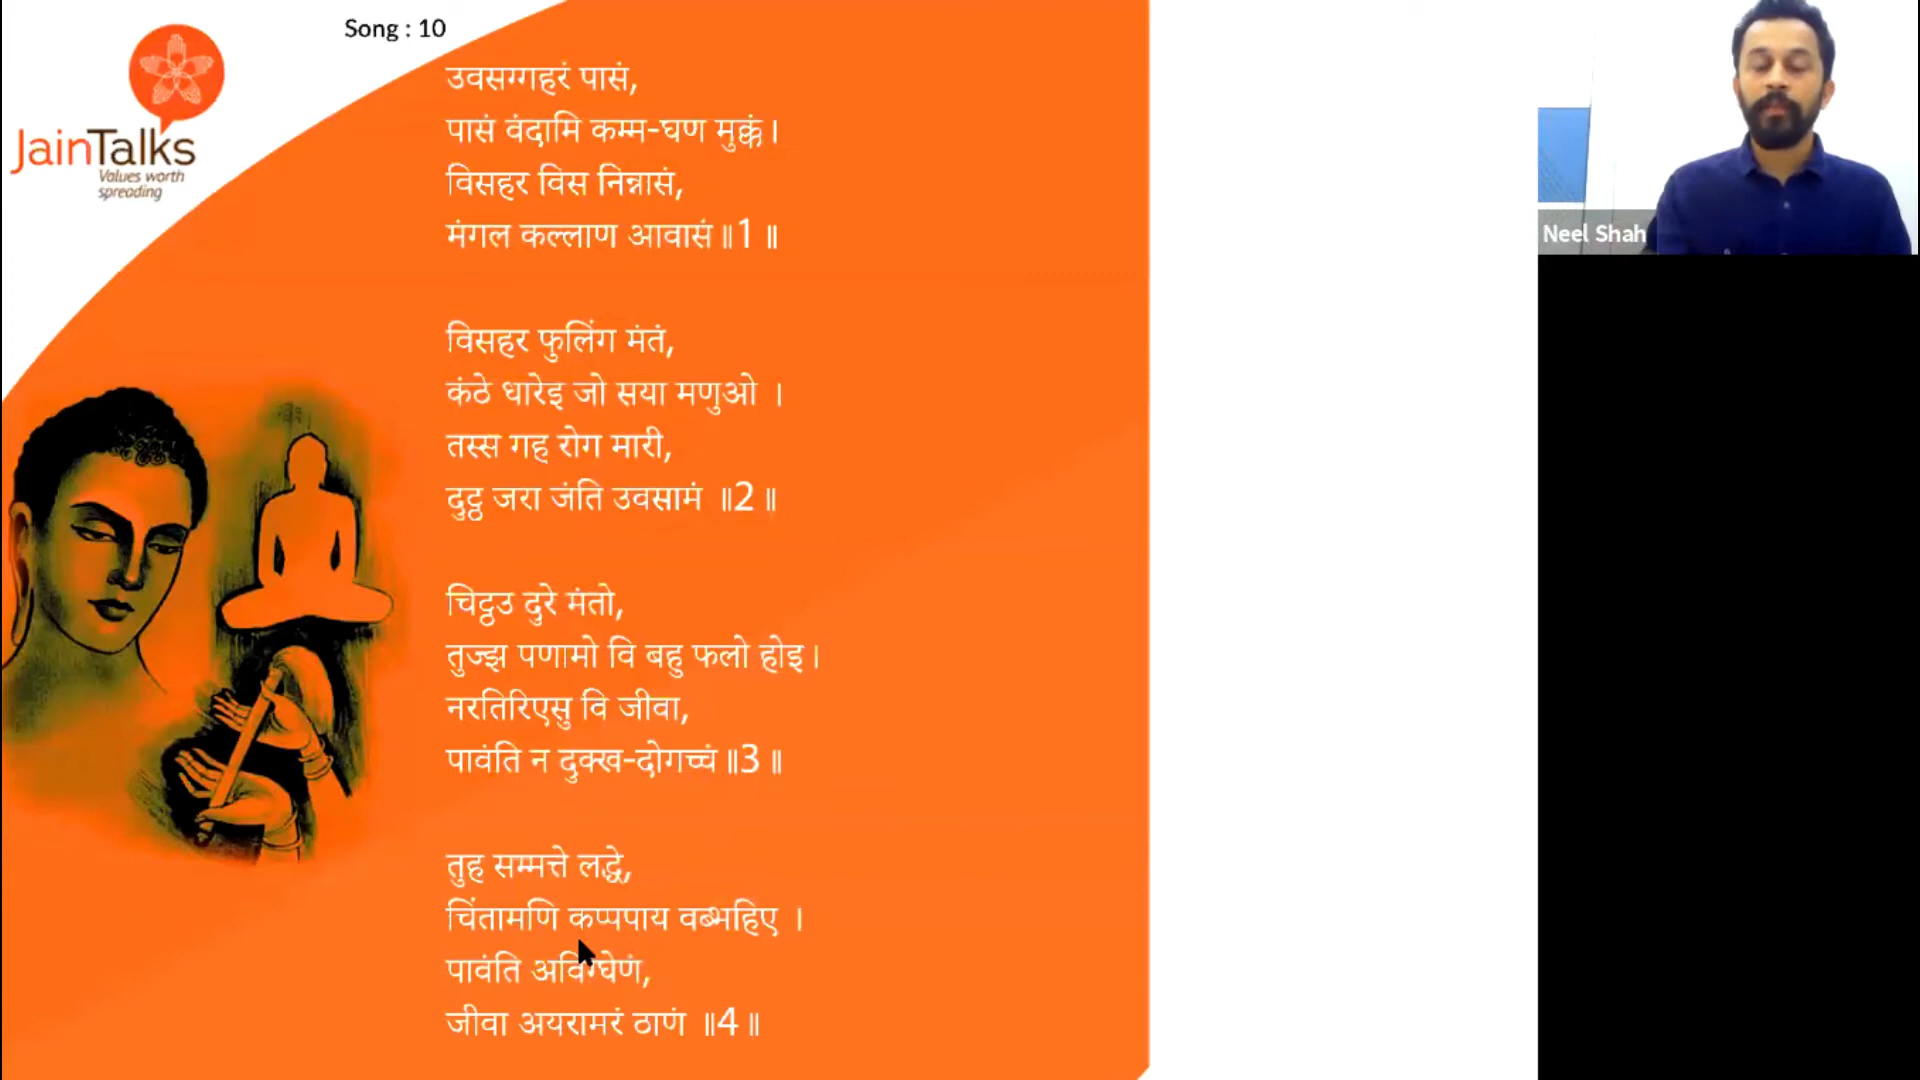 Song : 10
JainTalks
Values worth
spreading
उवसग्गहरं पासं,
पासं वंदामि कम्म-घण मुक्कं।
विसहर विस निन्नासं,
मंगल कल्लाण आवासं॥1॥
विसहर फुलिंग मंतं,
कंठे धारेइ जो सया मणुओ ।
तस्स गह रोग मारी,
दुट्ठ जरा जंति उवसामं ॥2॥
चिट्ठउ दुरे मंतो,
तुज्झ पणामो वि बहु फलो होइ।
नरतिरिएसु वि जीवा,
पावंति न दुक्ख-दोगच्चं॥3॥
तुह सम्मत्ते लद्धे,
चिंतामणि कप्पपाय वब्भहिए ।
पावंति अविग्घेणं,
जीवा अयरामरं ठाणं ॥4॥
Neel Shah